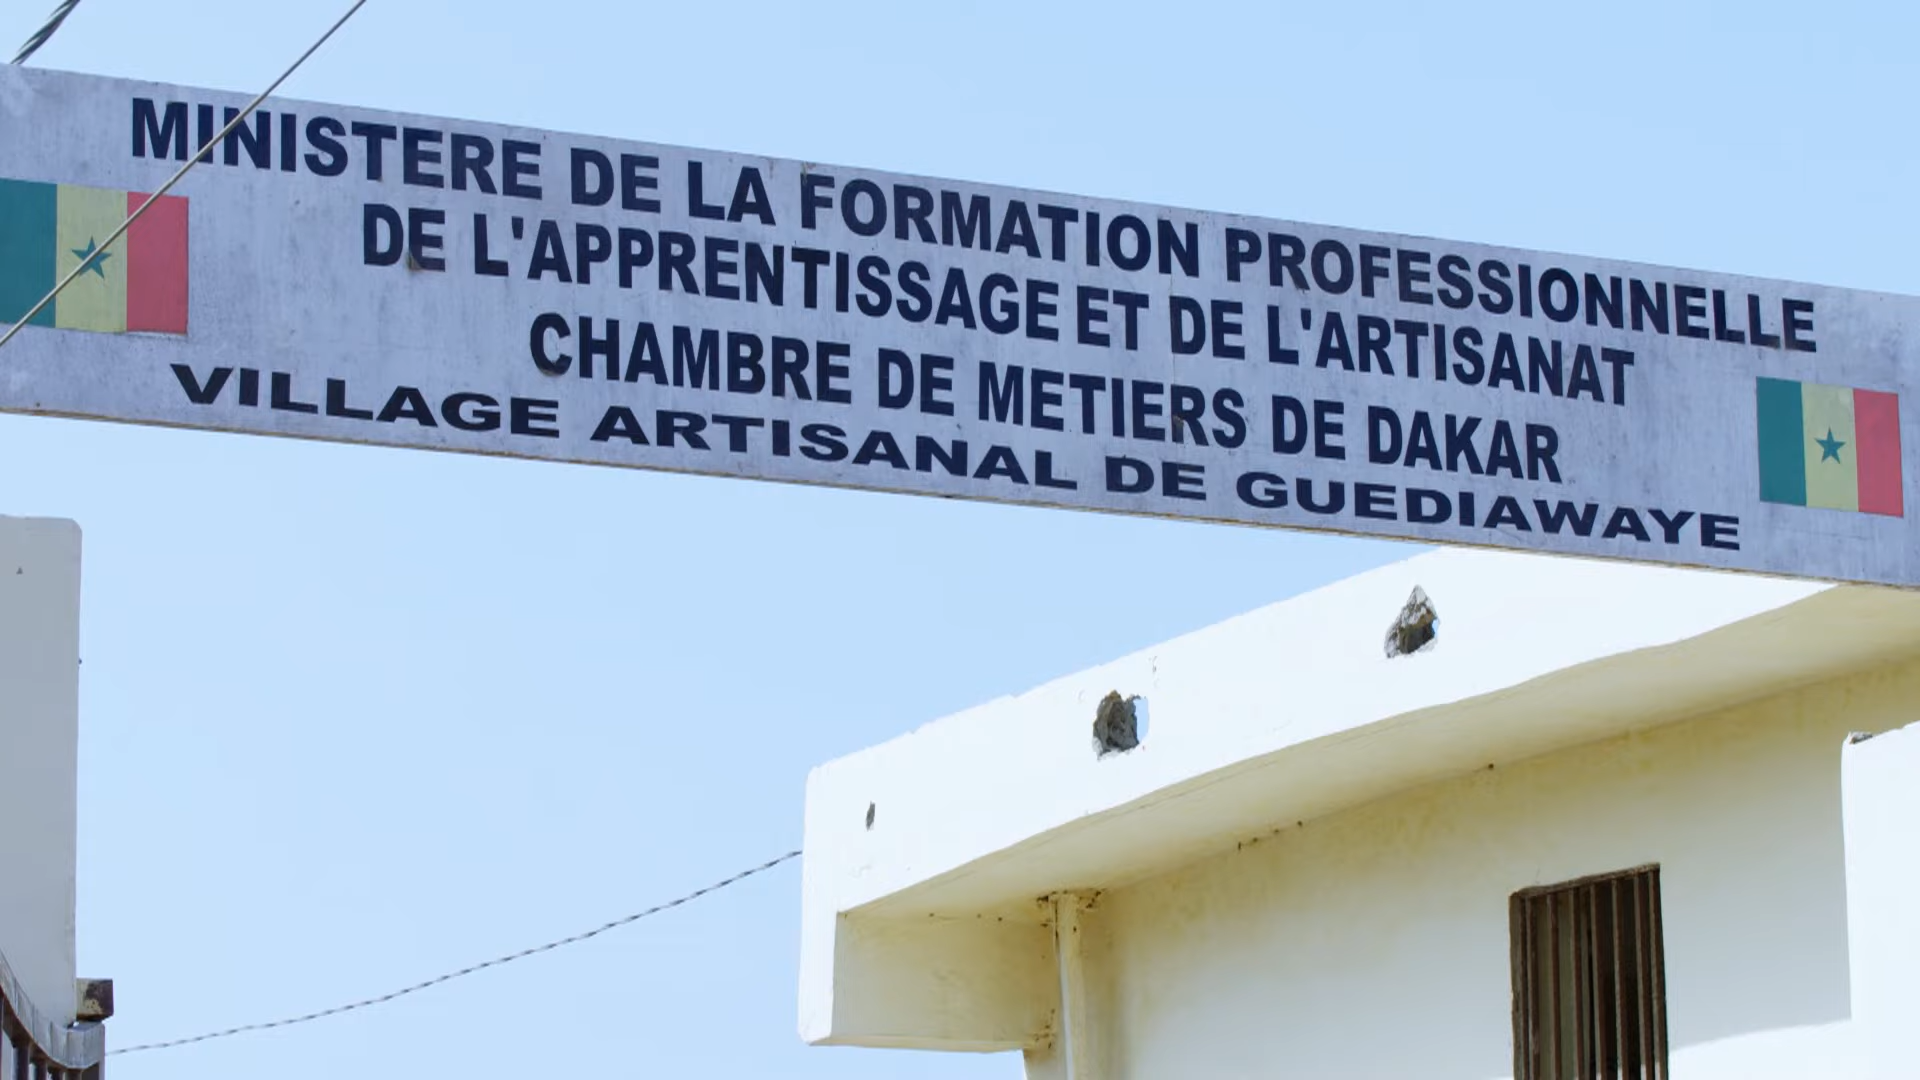 MINISTERE DE LA FORMATION PROFESSIONNELLE
DE L'APPRENTISSAGE ET DE L'ARTISANAT
CHAMBRE DE METIERS DE DAKAR
VILLAGE ARTISANAL DE GUEDIAWAYE